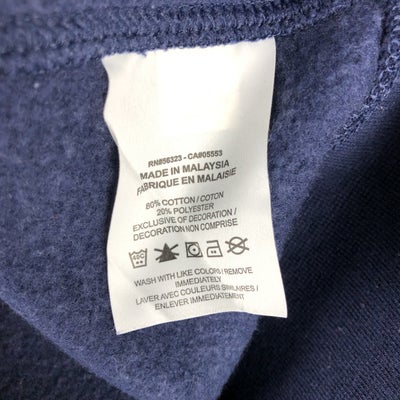 RN#56323 - CA#05553
MADE IN MALAYSIA
FABRIQUE EN MALAISIE
80% COTTON / COTON
20% POLYESTER
EXCLUSIVE OF DECORATION /
DECORATION NON COMPRISE
40C
WASH WITH LIKE COLORS / REMOVE
IMMEDIATELY
LAVER AVEC COULEURS SIMILAIRES /
ENLEVER IMMEDIATEMENT